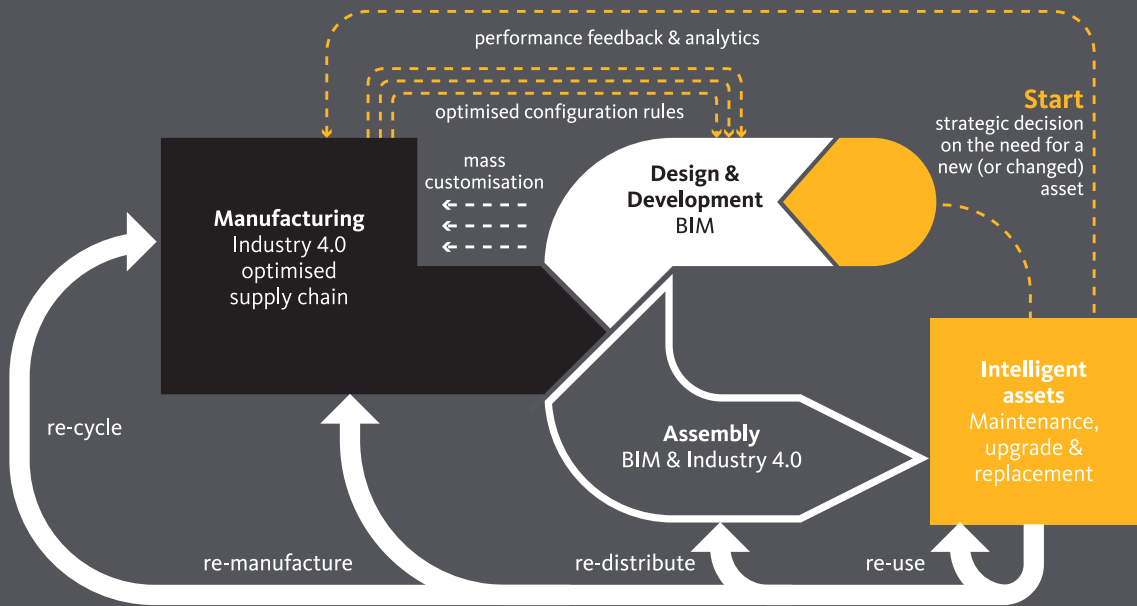 performance feedback & analytics
optimised configuration rules
Start
strategic decision
on the need for a
new (or changed)
asset
mass
customisation
Design &
Development
BIM
Manufacturing
Industry 4.0
optimised
supply chain
Intelligent
assets
Maintenance,
upgrade &
replacement
re-cycle
Assembly
BIM & Industry 4.0
re-manufacture
re-distribute
re-use